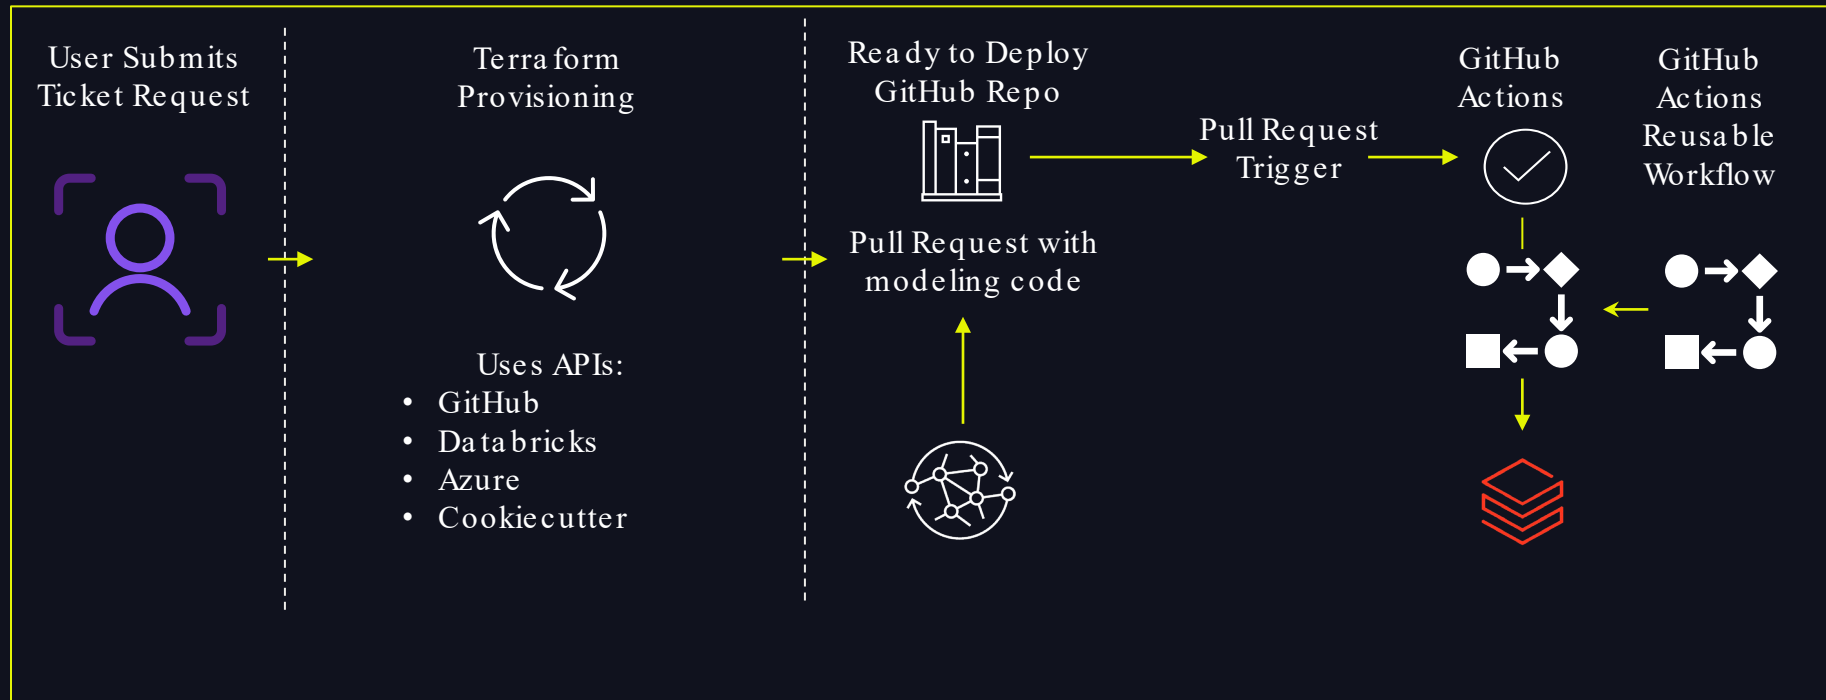 User Submits
Ticket Request
Terraform
Provisioning
Uses APIs:
• GitHub
• Databricks
• Azure
• Cookiecutter
Ready to Deploy
GitHub Repo
Pull Request with
modeling code
Pull Request
Trigger
GitHub
Actions
GitHub
Actions
Reusable
Workflow